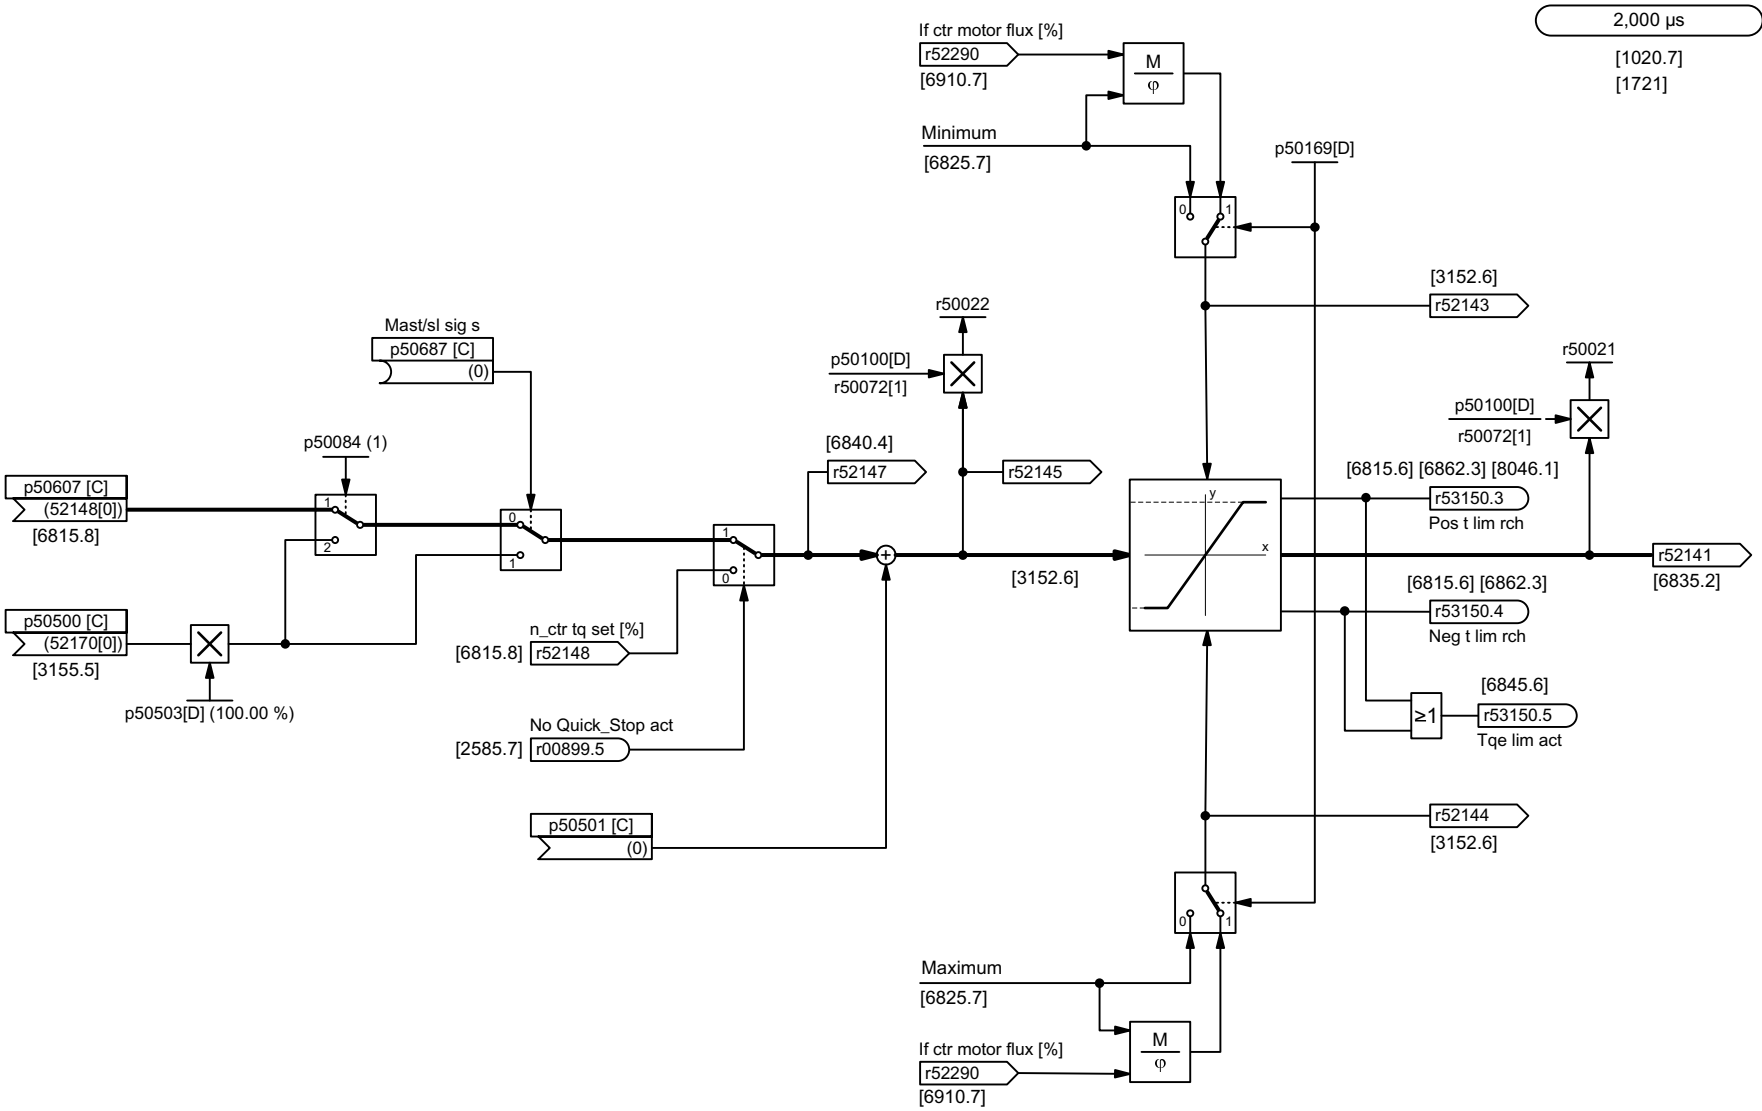 2,000 µs
[1020.7]
[1721]
If ctr motor flux [%]
r52290
[6910.7]
M
φ
Minimum
[6825.7]
p50169[D]
0
1
[3152.6]
r52143
r50022
p50100[D]
r50072[1]
Mast/sl sig s
p50687 [C]
(0)
r50021
p50100[D]
r50072[1]
p50084 (1)
[6840.4]
r52147
r52145
[6815.6] [6862.3] [8046.1]
r53150.3
Pos t lim rch
p50607 [C]
(52148[0])
[6815.8]
1
2
0
1
1
0
+
[3152.6]
y
x
r52141
[6835.2]
[6815.6] [6862.3]
r53150.4
Neg t lim rch
p50500 [C]
(52170[0])
[3155.5]
p50503[D] (100.00 %)
n_ctr tq set [%]
[6815.8]
r52148
No Quick_Stop act
[2585.7]
r00899.5
[6845.6]
≥1
r53150.5
Tqe lim act
p50501 [C]
(0)
r52144
[3152.6]
0
1
Maximum
[6825.7]
M
φ
If ctr motor flux [%]
r52290
[6910.7]